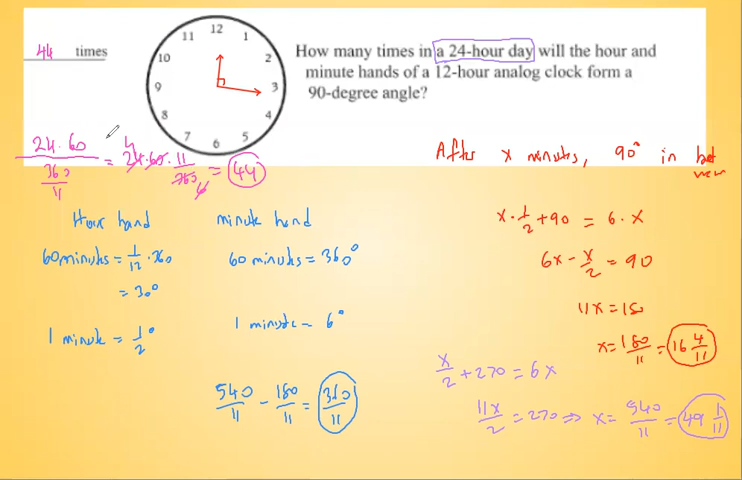 44 times
12
11 1
10 2
9 3
8 4
7 5
6
How many times in a 24-hour day will the hour and
minute hands of a 12-hour analog clock form a
90-degree angle?
24·60 / (360/11) = 24·60·11/360 = 44
4
6
After x minutes, 90° in bet
ween
Hour hand
60 minutes = 1/12·360
= 30°
1 minute = 1/2°
minute hand
60 minutes = 360°
1 minute = 6°
540/11 - 180/11 = 360/11
x·1/2+90 = 6·x
6x - x/2 = 90
11x = 180
x = 180/11 = 16 4/11
x/2 + 270 = 6x
11x/2 = 270 => x = 540/11 = 49 1/11